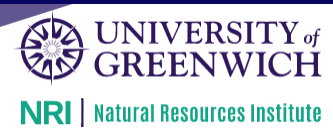 UNIVERSITY of
GREENWICH
NRI | Natural Resources Institute